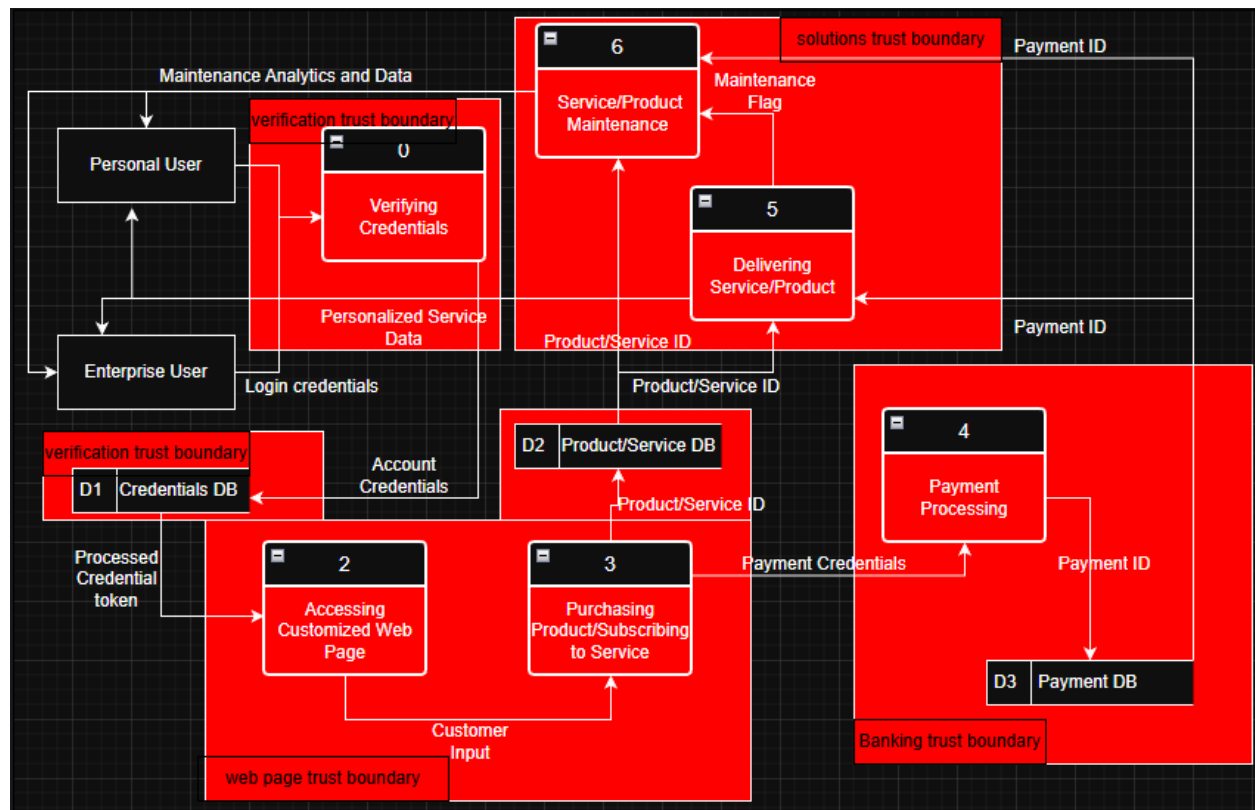 6
solutions trust boundary
Payment ID
Maintenance Analytics and Data
Maintenance
Flag
Service/Product
Maintenance
verification trust boundary
0
Personal User
Verifying
Credentials
5
Delivering
Service/Product
Personalized Service
Data
Payment ID
Product/Service ID
Enterprise User
Login credentials
Product/Service ID
4
verification trust boundary
D2
Product/Service DB
Account
Credentials
D1
Credentials DB
Payment
Processing
Product/Service ID
Processed
Credential
token
2
3
Payment Credentials
Payment ID
Accessing
Customized Web
Page
Purchasing
Product/Subscribing
to Service
D3
Payment DB
Customer
Input
Banking trust boundary
web page trust boundary